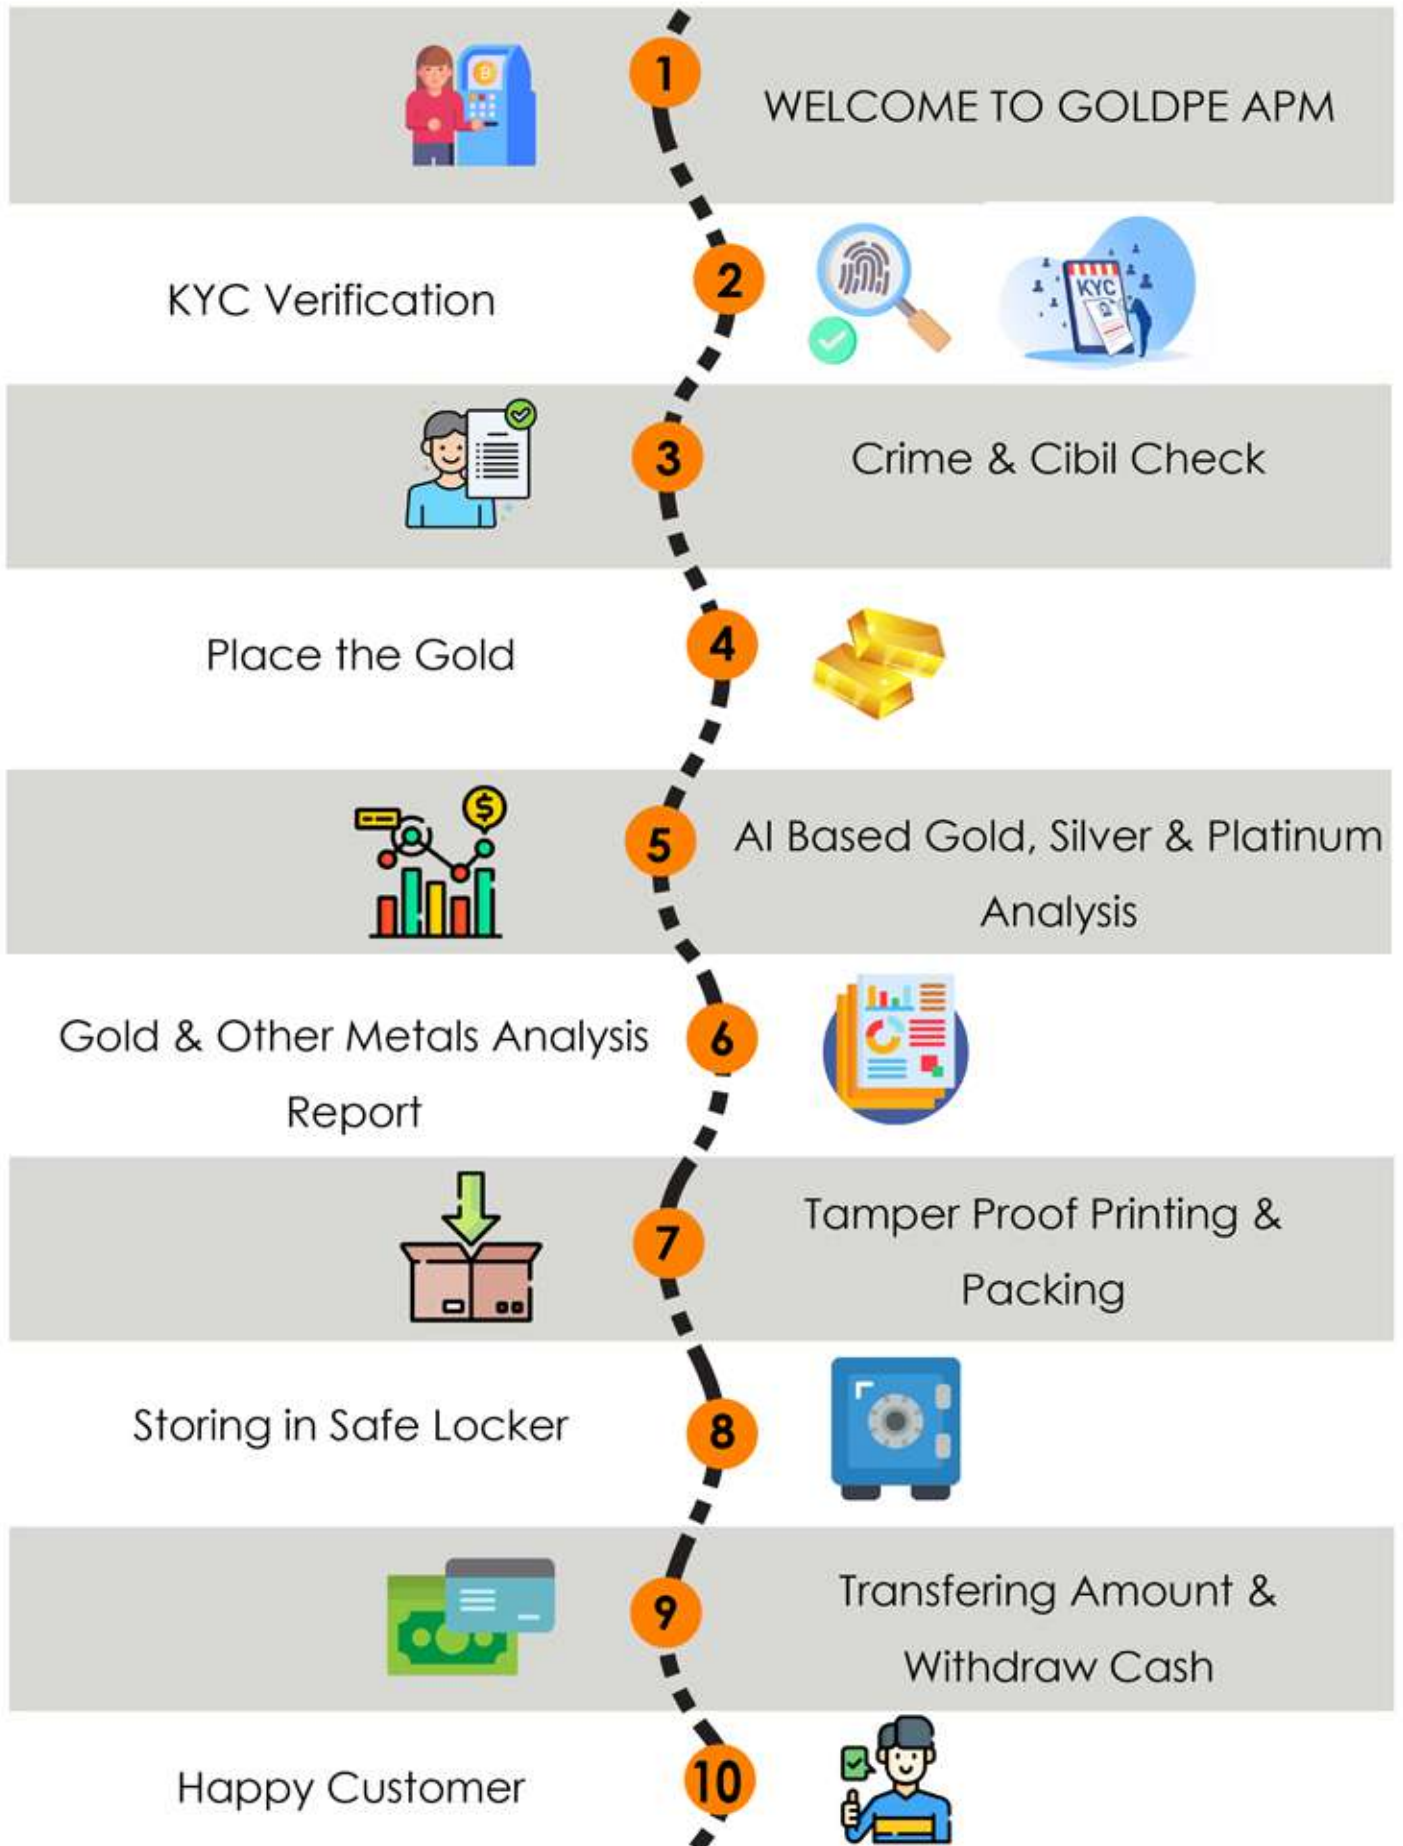 1
WELCOME TO GOLDPE APM
KYC Verification
2
KYC
3
Crime & Cibil Check
Place the Gold
4
$
5
AI Based Gold, Silver & Platinum
Analysis
Gold & Other Metals Analysis
Report
6
7
Tamper Proof Printing &
Packing
Storing in Safe Locker
8
9
Transfering Amount &
Withdraw Cash
Happy Customer
10